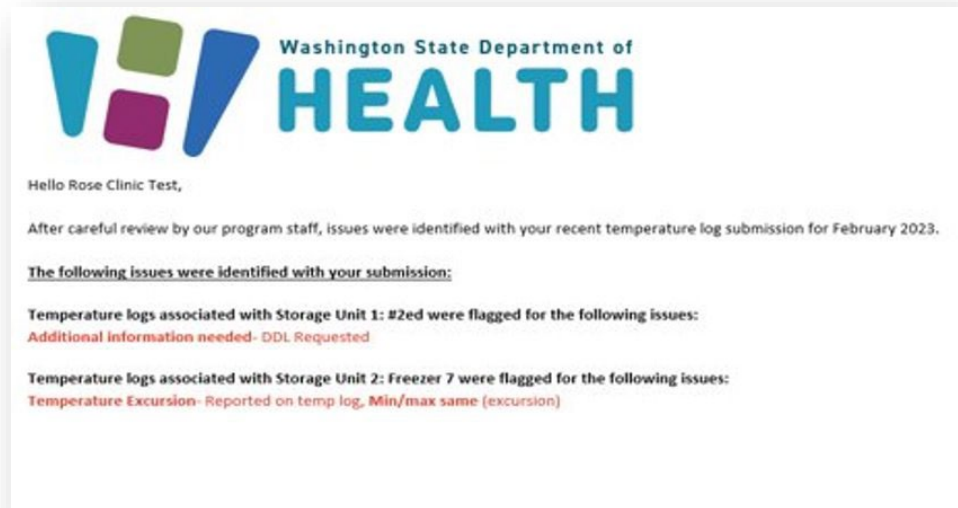 Washington State Department of
HEALTH
Hello Rose Clinic Test,
After careful review by our program staff, issues were identified with your recent temperature log submission for February 2023.
The following issues were identified with your submission:
Temperature logs associated with Storage Unit 1: #2ed were flagged for the following issues:
Additional information needed- DDL Requested
Temperature logs associated with Storage Unit 2: Freezer 7 were flagged for the following issues:
Temperature Excursion- Reported on temp log, Min/max same (excursion)